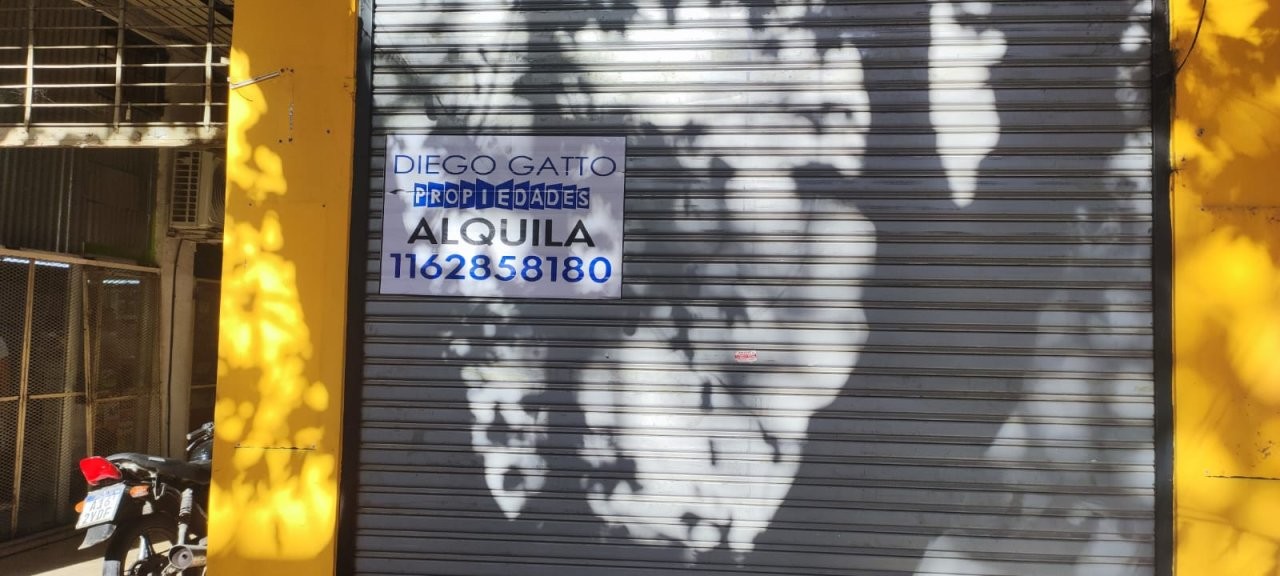 DIEGO GATTO
PROPIEDADES
ALQUILA
1162858180